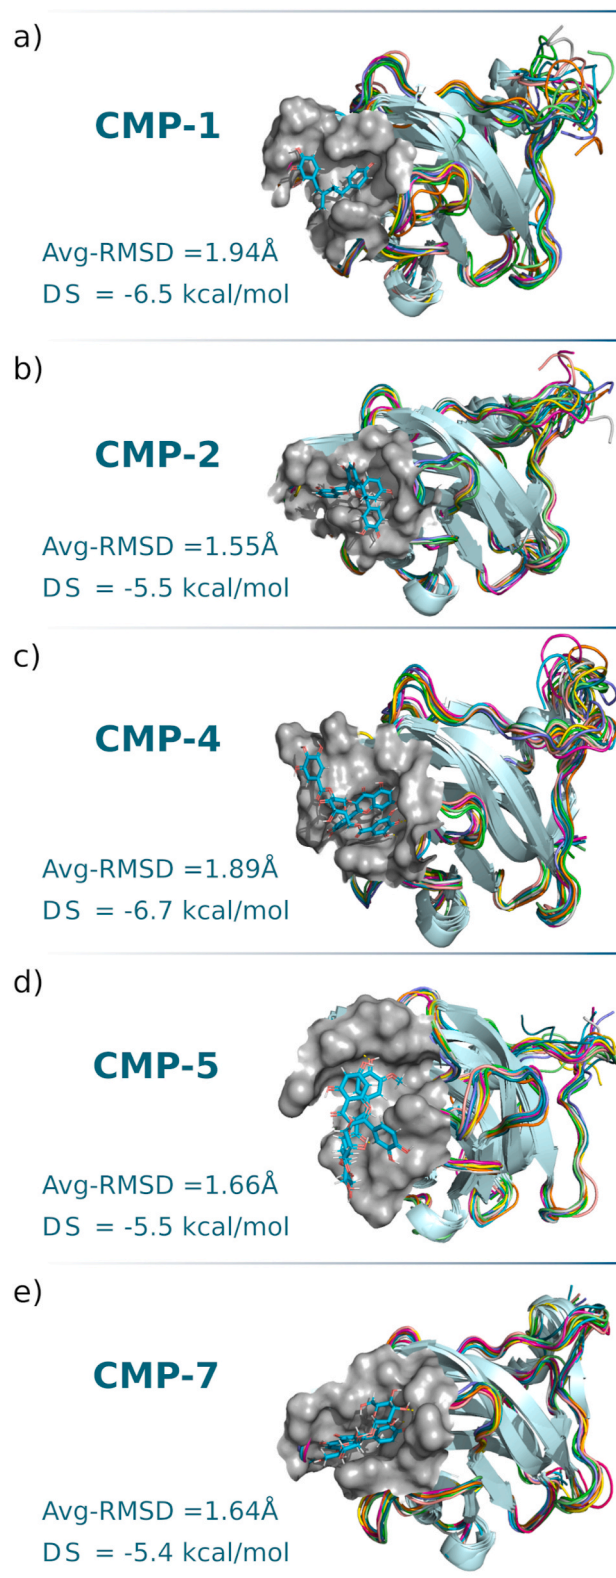 a)
CMP-1
Avg-RMSD =1.94Å
DS = -6.5 kcal/mol
b)
CMP-2
Avg-RMSD =1.55Å
DS = -5.5 kcal/mol
c)
CMP-4
Avg-RMSD =1.89Å
DS = -6.7 kcal/mol
d)
CMP-5
Avg-RMSD =1.66Å
DS = -5.5 kcal/mol
e)
CMP-7
Avg-RMSD =1.64Å
DS = -5.4 kcal/mol